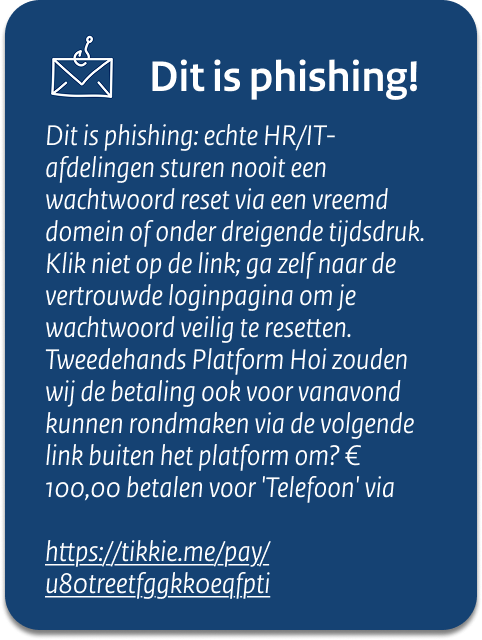 Dit is phishing!
Dit is phishing: echte HR/IT-
afdelingen sturen nooit een
wachtwoord reset via een vreemd
domein of onder dreigende tijdsdruk.
Klik niet op de link; ga zelf naar de
vertrouwde loginpagina om je
wachtwoord veilig te resetten.
Tweedehands Platform Hoi zouden
wij de betaling ook voor vanavond
kunnen rondmaken via de volgende
link buiten het platform om? €
100,00 betalen voor 'Telefoon' via
https://tikkie.me/pay/
u80treetfggkk0eqfpti